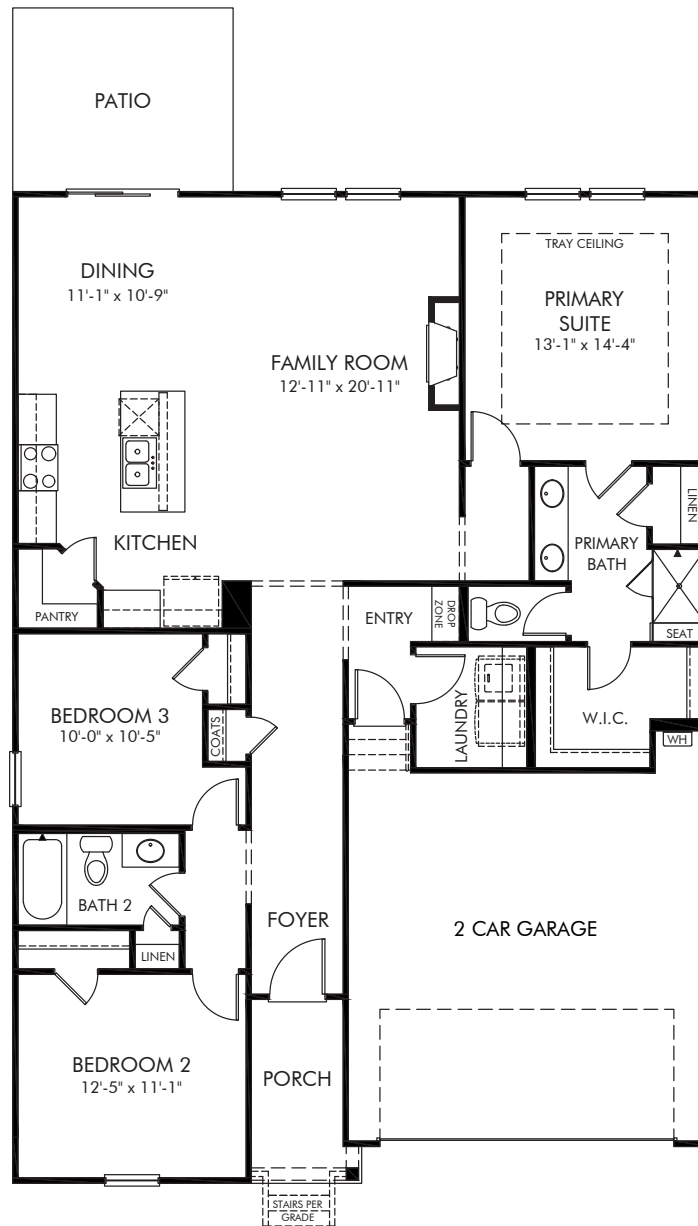 PATIO
DINING
11'-1" x 10'-9"
FAMILY ROOM
12'-11" x 20'-11"
TRAY CEILING
PRIMARY
SUITE
13'-1" x 14'-4"
KITCHEN
PANTRY
ENTRY
DROP
ZONE
PRIMARY
BATH
LINEN
SEAT
BEDROOM 3
10'-0" x 10'-5"
COATS
LAUNDRY
W.I.C.
WH
BATH 2
LINEN
FOYER
2 CAR GARAGE
BEDROOM 2
12'-5" x 11'-1"
PORCH
STAIRS PER
GRADE